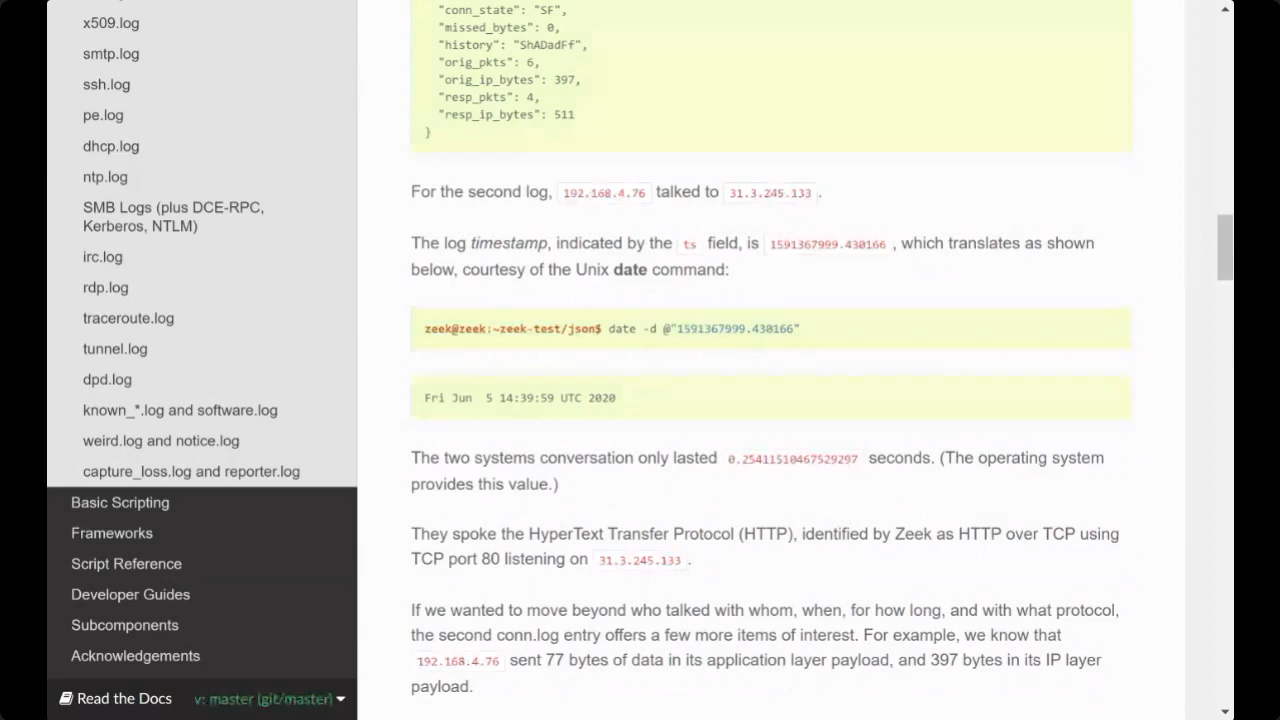 x509.log
smtp.log
ssh.log
pe.log
dhcp.log
ntp.log
SMB Logs (plus DCE-RPC,
Kerberos, NTLM)
irc.log
rdp.log
traceroute.log
tunnel.log
dpd.log
known_*.log and software.log
weird.log and notice.log
capture_loss.log and reporter.log
Basic Scripting
Frameworks
Script Reference
Developer Guides
Subcomponents
Acknowledgements
Read the Docs v: master (git/master)
"conn_state": "SF",
"missed_bytes": 0,
"history": "ShADadFf",
"orig_pkts": 6,
"orig_ip_bytes": 397,
"resp_pkts": 4,
"resp_ip_bytes": 511
}
For the second log, 192.168.4.76 talked to 31.3.245.133 .
The log timestamp, indicated by the ts field, is 1591367999.430166 , which translates as shown
below, courtesy of the Unix date command:
zeek@zeek:~zeek-test/json$ date -d @"1591367999.430166"
Fri Jun  5 14:39:59 UTC 2020
The two systems conversation only lasted 0.25411510467529297 seconds. (The operating system
provides this value.)
They spoke the HyperText Transfer Protocol (HTTP), identified by Zeek as HTTP over TCP using
TCP port 80 listening on 31.3.245.133 .
If we wanted to move beyond who talked with whom, when, for how long, and with what protocol,
the second conn.log entry offers a few more items of interest. For example, we know that
192.168.4.76 sent 77 bytes of data in its application layer payload, and 397 bytes in its IP layer
payload.